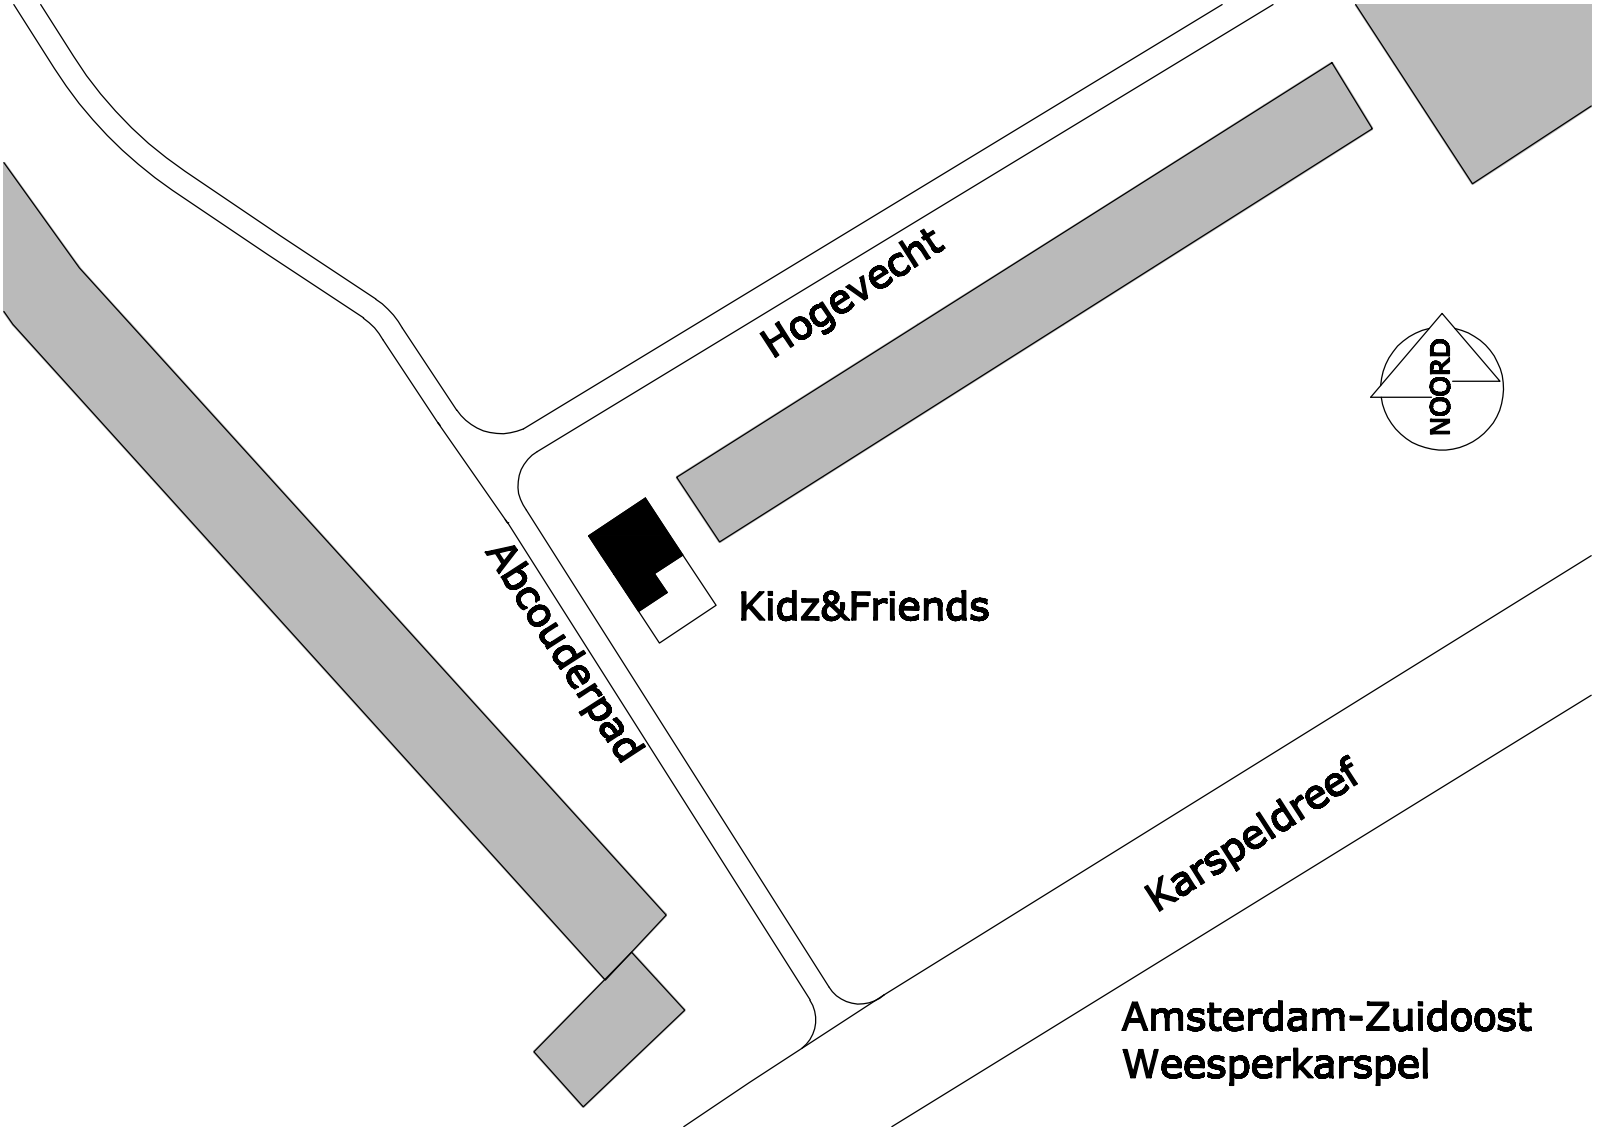 Hogevecht
NOORD
Abcouderpad
Kidz&Friends
Karspeldreef
Amsterdam-Zuidoost
Weesperkarspel